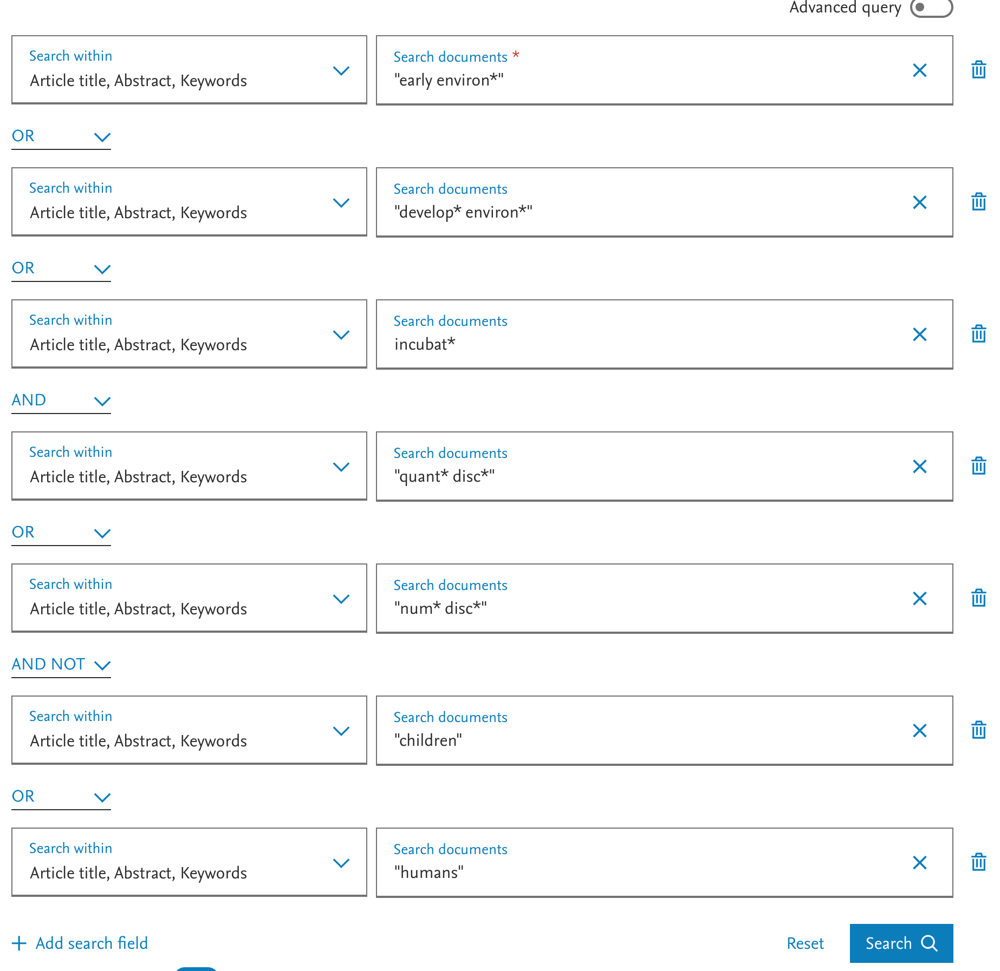 Advanced query
Search within
Article title, Abstract, Keywords
Search documents *
"early environ*"
OR
Search within
Article title, Abstract, Keywords
Search documents
"develop* environ*"
OR
Search within
Article title, Abstract, Keywords
Search documents
incubat*
AND
Search within
Article title, Abstract, Keywords
Search documents
"quant* disc*"
OR
Search within
Article title, Abstract, Keywords
Search documents
"num* disc*"
AND NOT
Search within
Article title, Abstract, Keywords
Search documents
"children"
OR
Search within
Article title, Abstract, Keywords
Search documents
"humans"
+ Add search field
Reset
Search